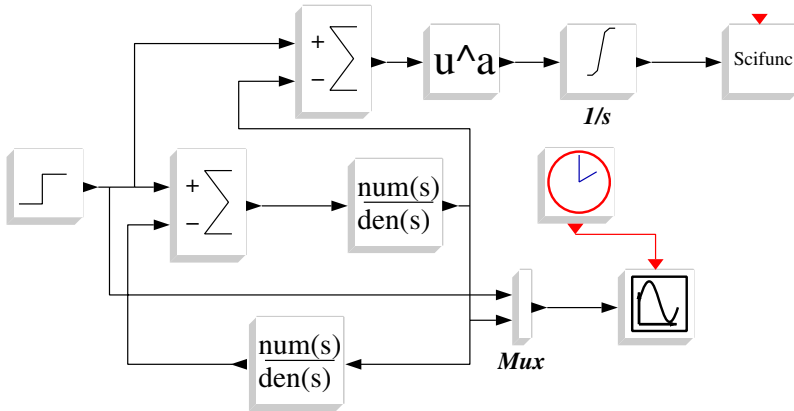 +
−
u^a
Scifunc
1/s
+
−
num(s)
den(s)
num(s)
den(s)
Mux